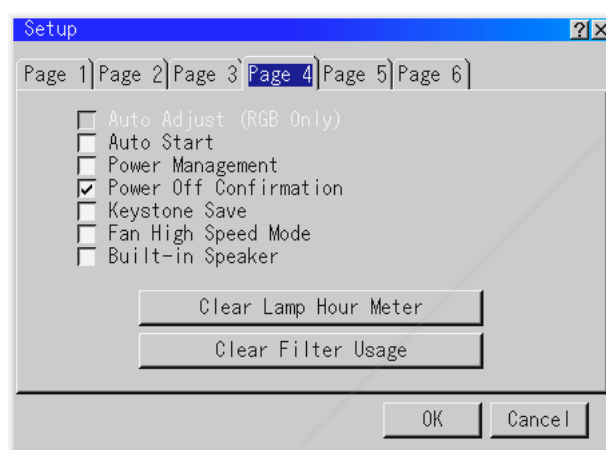 Setup ? X
Page 1 Page 2 Page 3 Page 4 Page 5 Page 6
Auto Adjust (RGB Only)
Auto Start
Power Management
Power Off Confirmation
Keystone Save
Fan High Speed Mode
Built-in Speaker
Clear Lamp Hour Meter
Clear Filter Usage
OK Cancel